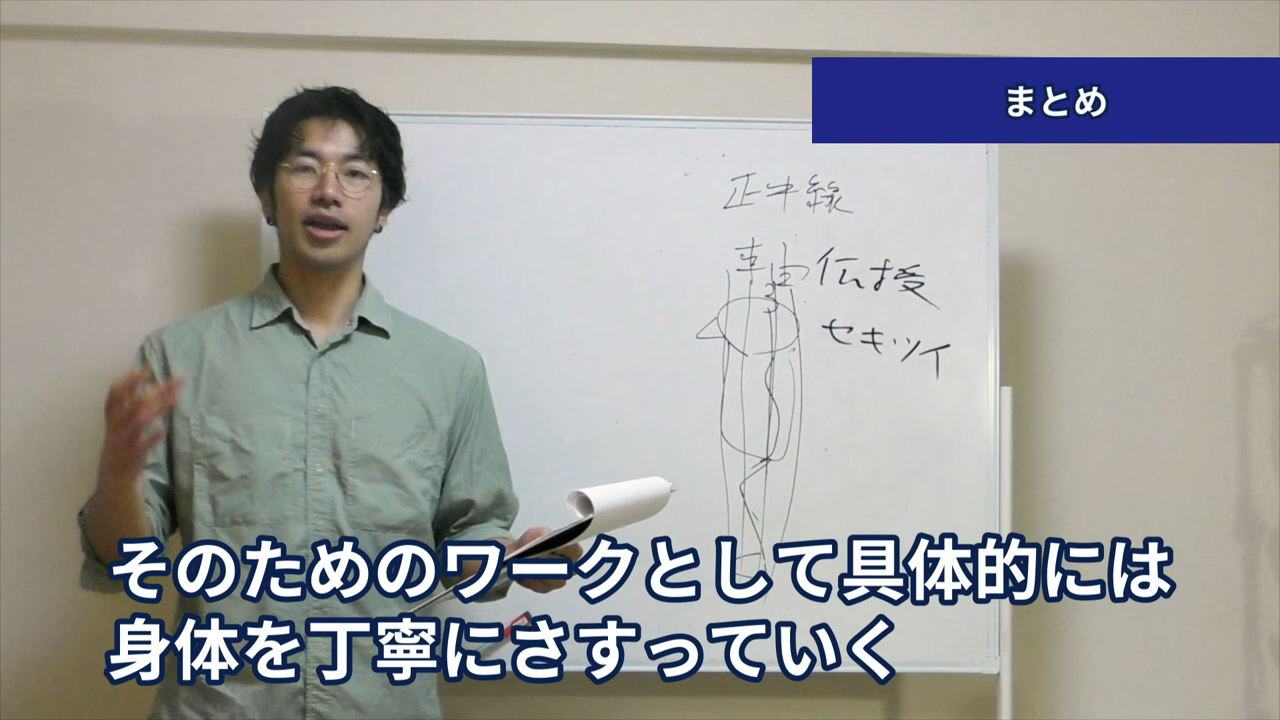 まとめ
正中線
軸 伝授
セキツイ
そのためのワークとして具体的には
身体を丁寧にさすっていく